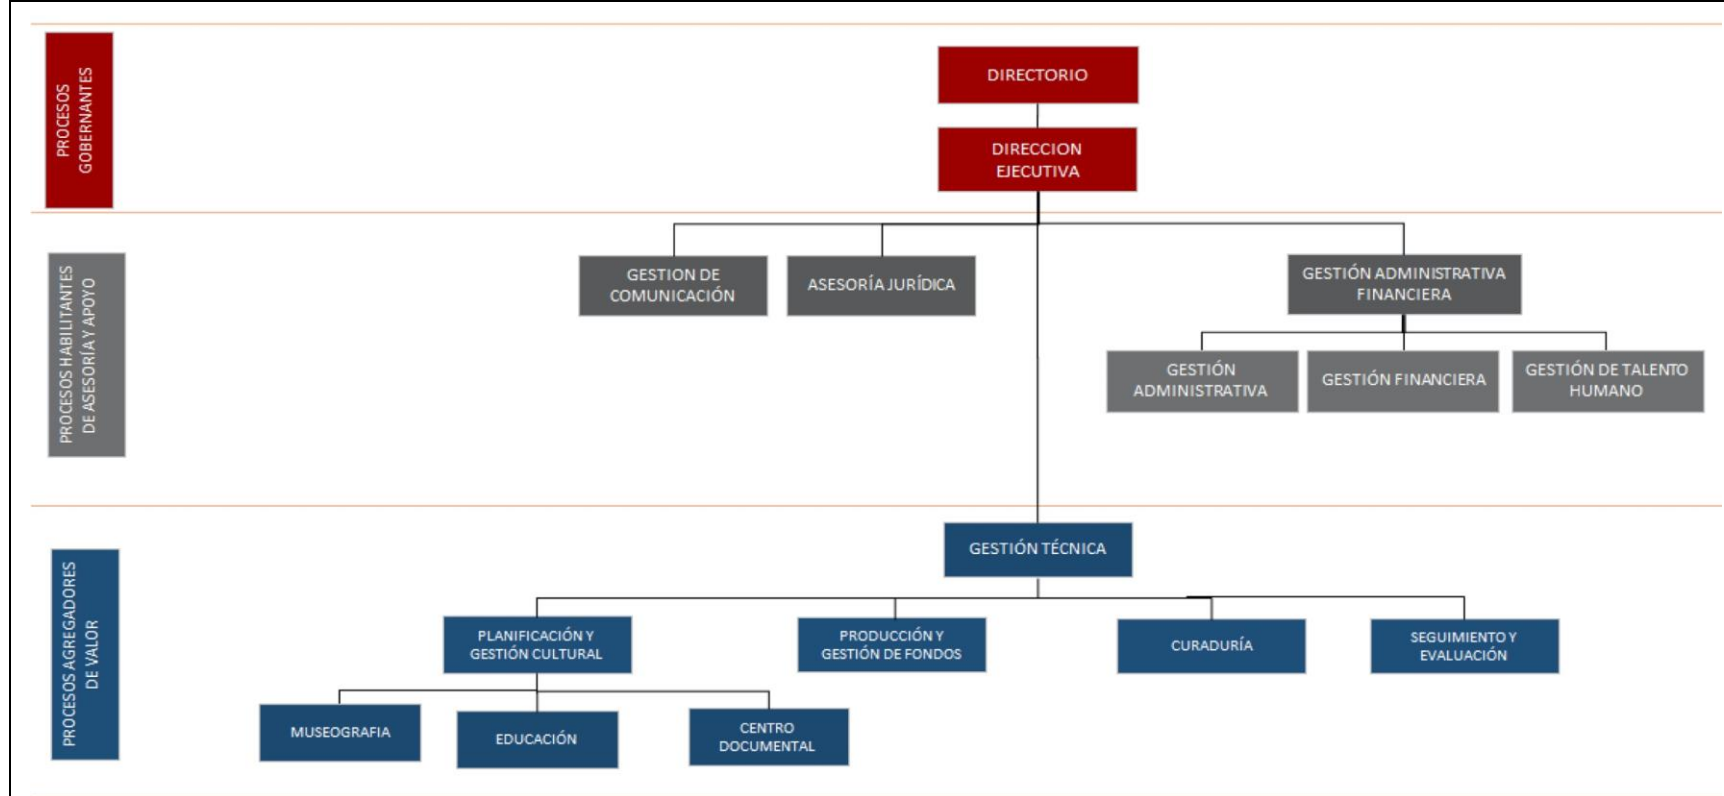 PROCESOS
GOBERNANTES
DIRECTORIO
DIRECCION
EJECUTIVA
PROCESOS HABILITANTES
DE ASESORÍA Y APOYO
GESTION DE
COMUNICACIÓN
ASESORÍA JURÍDICA
GESTIÓN ADMINISTRATIVA
FINANCIERA
GESTIÓN
ADMINISTRATIVA
GESTIÓN FINANCIERA
GESTIÓN DE TALENTO
HUMANO
PROCESOS AGREGADORES
DE VALOR
GESTIÓN TÉCNICA
PLANIFICACIÓN Y
GESTIÓN CULTURAL
PRODUCCIÓN Y
GESTIÓN DE FONDOS
CURADURÍA
SEGUIMIENTO Y
EVALUACIÓN
MUSEOGRAFIA
EDUCACIÓN
CENTRO
DOCUMENTAL